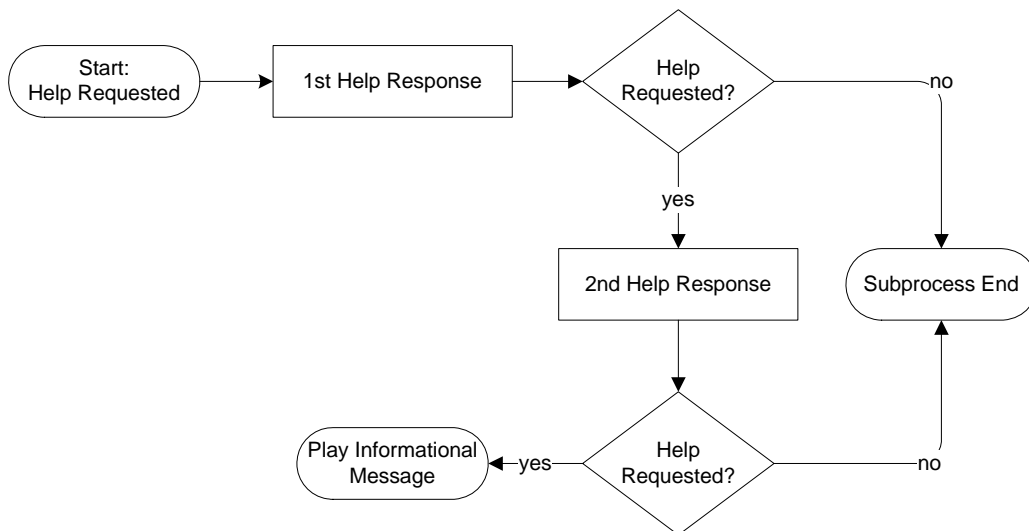 Start:
Help Requested
1st Help Response
Help
Requested?
no
yes
2nd Help Response
Subprocess End
Help
Requested?
yes
no
Play Informational
Message